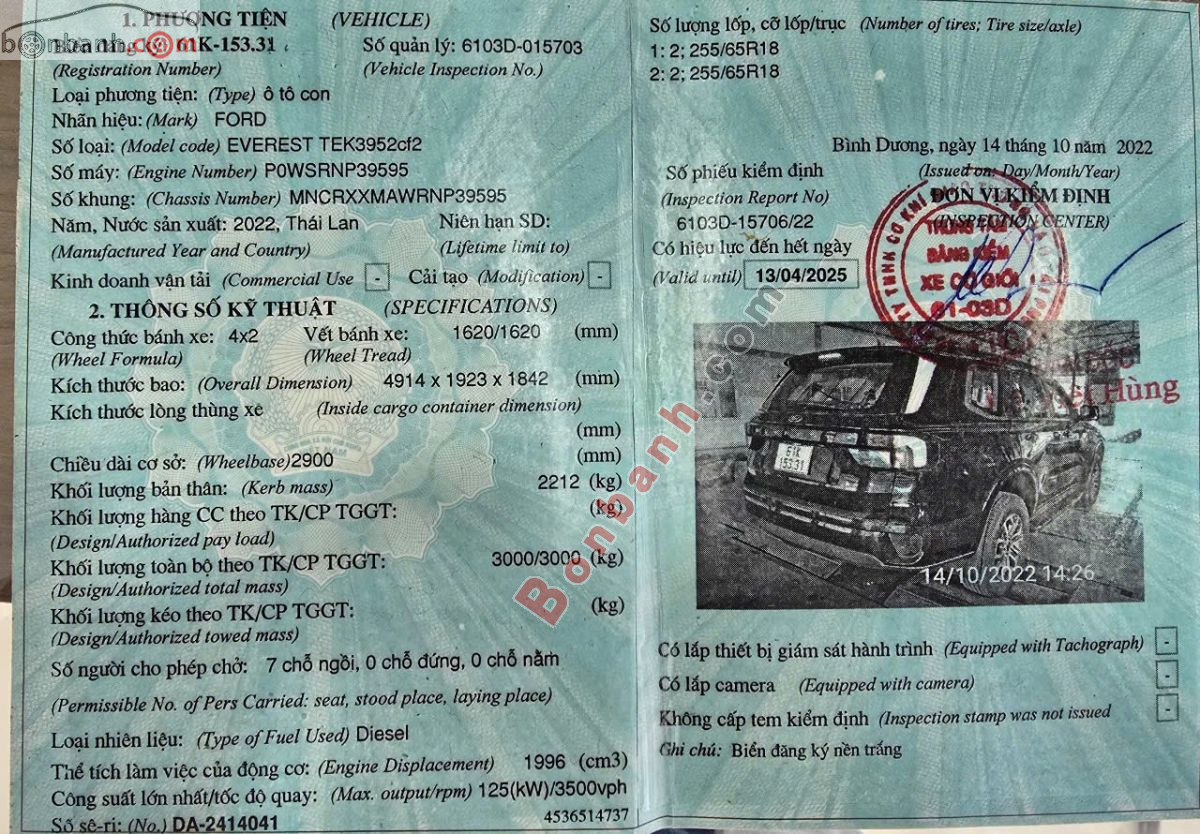 1. PHƯƠNG TIỆN (VEHICLE)
bonbanh.com
61K-153.31 Số quản lý: 6103D-015703
(Registration Number) (Vehicle Inspection No.)
Loại phương tiện: (Type) ô tô con
Nhãn hiệu: (Mark) FORD
Số loại: (Model code) EVEREST TEK3952cf2
Số máy: (Engine Number) P0WSRNP39595
Số khung: (Chassis Number) MNCRXXMAWRNP39595
Năm, Nước sản xuất: 2022, Thái Lan Niên hạn SD:
(Manufactured Year and Country) (Lifetime limit to)
Kinh doanh vận tải (Commercial Use - Cải tạo (Modification) -
2. THÔNG SỐ KỸ THUẬT (SPECIFICATIONS)
Công thức bánh xe: 4x2 Vết bánh xe: 1620/1620 (mm)
(Wheel Formula) (Wheel Tread)
Kích thước bao: (Overall Dimension) 4914 x 1923 x 1842 (mm)
Kích thước lòng thùng xe (Inside cargo container dimension)
(mm)
Chiều dài cơ sở: (Wheelbase) 2900 (mm)
Khối lượng bản thân: (Kerb mass) 2212 (kg)
Khối lượng hàng CC theo TK/CP TGGT: (kg)
(Design/Authorized pay load)
Khối lượng toàn bộ theo TK/CP TGGT: 3000/3000 (kg)
(Design/Authorized total mass)
Khối lượng kéo theo TK/CP TGGT: (kg)
(Design/Authorized towed mass)
Số người cho phép chở: 7 chỗ ngồi, 0 chỗ đứng, 0 chỗ nằm
(Permissible No. of Pers Carried: seat, stood place, laying place)
Loại nhiên liệu: (Type of Fuel Used) Diesel
Thể tích làm việc của động cơ: (Engine Displacement) 1996 (cm3)
Công suất lớn nhất/tốc độ quay: (Max. output/rpm) 125(kW)/3500vph
Số sê-ri: (No.) DA-2414041 4536514737
Số lượng lốp, cỡ lốp/trục (Number of tires; Tire size/axle)
1: 2; 255/65R18
2: 2; 255/65R18
Bình Dương, ngày 14 tháng 10 năm 2022
Số phiếu kiểm định (Issued on: Day/Month/Year)
(Inspection Report No) ĐƠN VỊ KIỂM ĐỊNH
6103D-15706/22 (INSPECTION CENTER)
Có hiệu lực đến hết ngày
(Valid until) 13/04/2025
ĐĂNG KIỂM
XE CƠ GIỚI
61-03D
Hùng
61K
153.31
14/10/2022 14:26
Bonbanh.com
Có lắp thiết bị giám sát hành trình (Equipped with Tachograph) -
Có lắp camera (Equipped with camera) -
Không cấp tem kiểm định (Inspection stamp was not issued -
Ghi chú: Biển đăng ký nền trắng